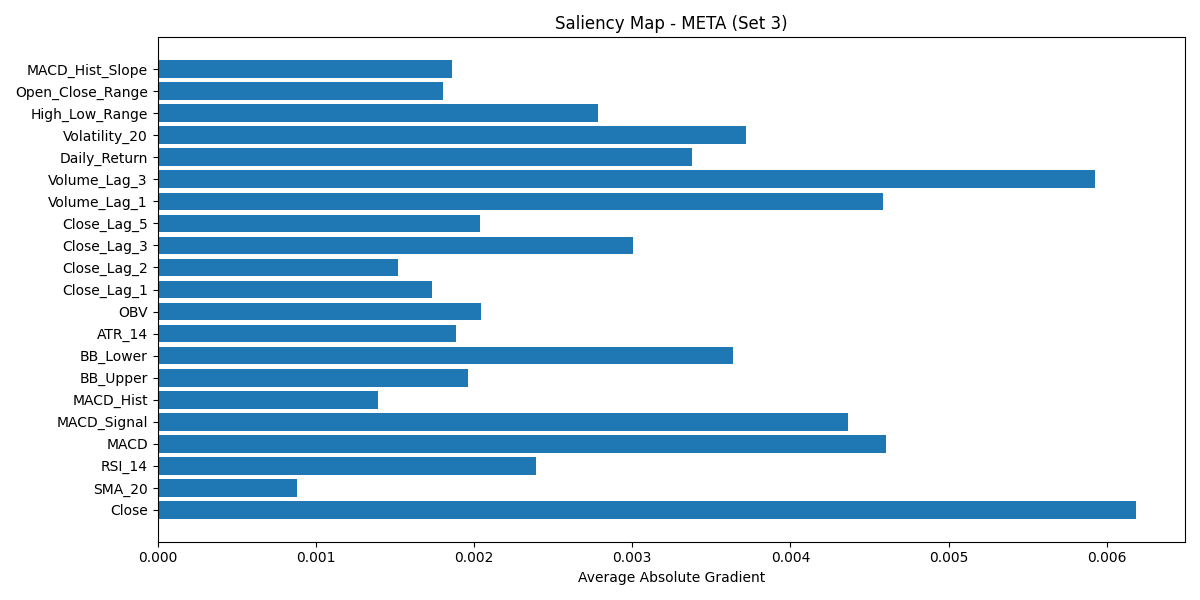 Saliency Map - META (Set 3)
MACD_Hist_Slope
Open_Close_Range
High_Low_Range
Volatility_20
Daily_Return
Volume_Lag_3
Volume_Lag_1
Close_Lag_5
Close_Lag_3
Close_Lag_2
Close_Lag_1
OBV
ATR_14
BB_Lower
BB_Upper
MACD_Hist
MACD_Signal
MACD
RSI_14
SMA_20
Close
0.000 0.001 0.002 0.003 0.004 0.005 0.006
Average Absolute Gradient